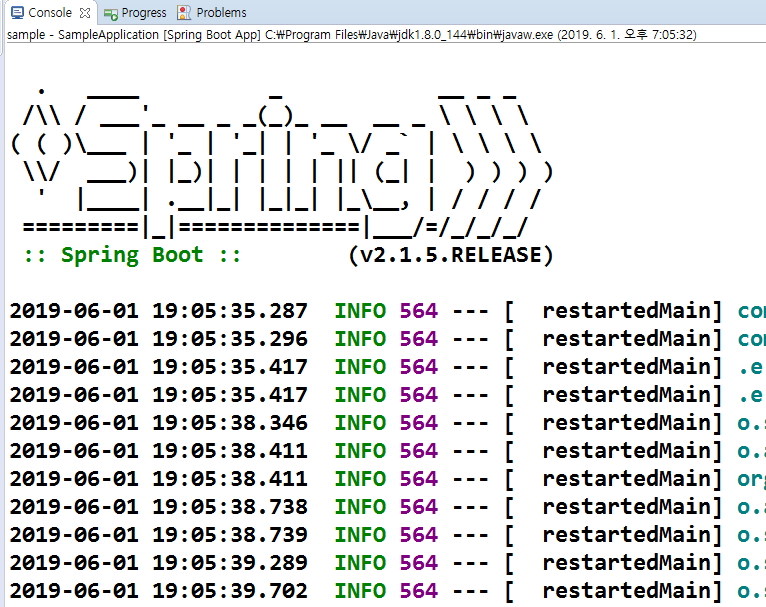 Console Progress Problems
sample - SampleApplication [Spring Boot App] C:₩Program Files₩Java₩jdk1.8.0_144₩bin₩javaw.exe (2019. 6. 1. 오후 7:05:32)
  .   ____          _            __ _ _
 /\\ / ___'_ __ _ _(_)_ __  __ _ \ \ \ \
( ( )\___ | '_ | '_| | '_ \/ _` | \ \ \ \
 \\/  ___)| |_)| | | | | || (_| |  ) ) ) )
  '  |____| .__|_| |_|_| |_\__, | / / / /
 =========|_|==============|___/=/_/_/_/
 :: Spring Boot ::        (v2.1.5.RELEASE)
2019-06-01 19:05:35.287  INFO 564 --- [  restartedMain] co
2019-06-01 19:05:35.296  INFO 564 --- [  restartedMain] co
2019-06-01 19:05:35.417  INFO 564 --- [  restartedMain] .e
2019-06-01 19:05:35.417  INFO 564 --- [  restartedMain] .e
2019-06-01 19:05:38.346  INFO 564 --- [  restartedMain] o.s
2019-06-01 19:05:38.411  INFO 564 --- [  restartedMain] o.a
2019-06-01 19:05:38.411  INFO 564 --- [  restartedMain] org
2019-06-01 19:05:38.738  INFO 564 --- [  restartedMain] o.a
2019-06-01 19:05:38.739  INFO 564 --- [  restartedMain] o.s
2019-06-01 19:05:39.289  INFO 564 --- [  restartedMain] o.s
2019-06-01 19:05:39.702  INFO 564 --- [  restartedMain] o.s